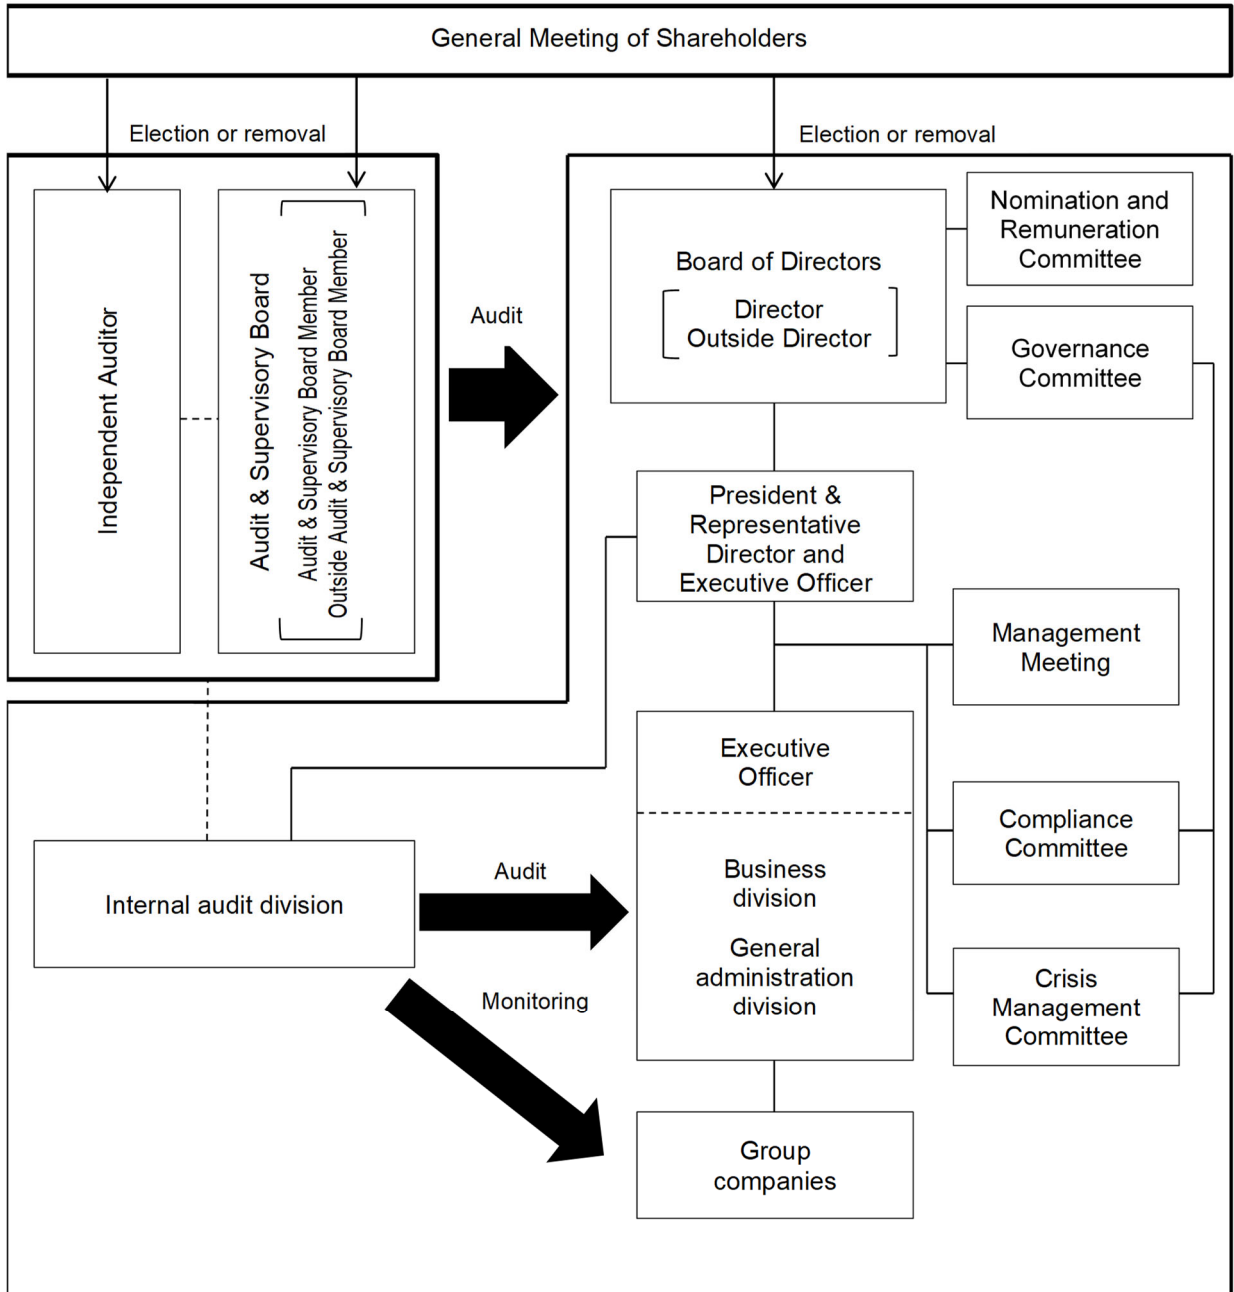 General Meeting of Shareholders
Election or removal
Election or removal
Independent Auditor
Audit & Supervisory Board
Audit & Supervisory Board Member
Outside Audit & Supervisory Board Member
Audit
Board of Directors
Director
Outside Director
Nomination and
Remuneration
Committee
Governance
Committee
President &
Representative
Director and
Executive Officer
Management
Meeting
Executive
Officer
Compliance
Committee
Internal audit division
Audit
Business
division
General
administration
division
Monitoring
Crisis
Management
Committee
Group
companies